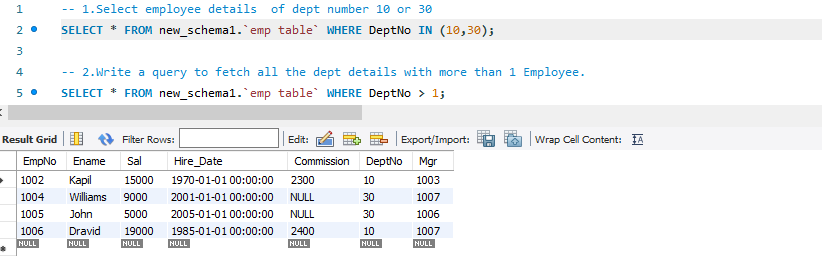 1 -- 1.Select employee details  of dept number 10 or 30
2 SELECT * FROM new_schema1.`emp table` WHERE DeptNo IN (10,30);
3
4 -- 2.Write a query to fetch all the dept details with more than 1 Employee.
5 SELECT * FROM new_schema1.`emp table` WHERE DeptNo > 1;
Result Grid Filter Rows: Edit: Export/Import: Wrap Cell Content: IA
EmpNo Ename Sal Hire_Date Commission DeptNo Mgr
1002 Kapil 15000 1970-01-01 00:00:00 2300 10 1003
1004 Williams 9000 2001-01-01 00:00:00 NULL 30 1007
1005 John 5000 2005-01-01 00:00:00 NULL 30 1006
1006 Dravid 19000 1985-01-01 00:00:00 2400 10 1007
NULL NULL NULL NULL NULL NULL NULL